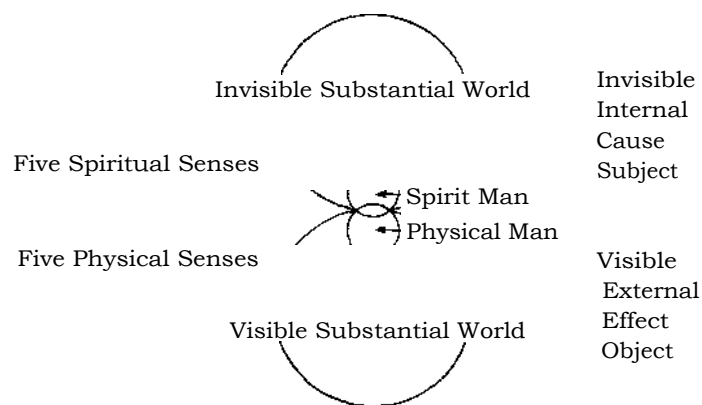 Invisible Substantial World
Invisible
Internal
Cause
Subject
Five Spiritual Senses
Spirit Man
Physical Man
Five Physical Senses
Visible
External
Effect
Object
Visible Substantial World